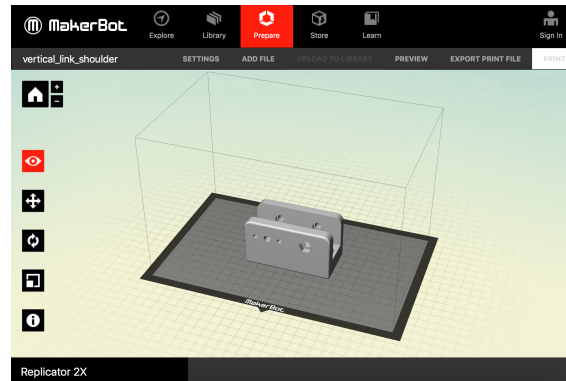 MakerBot
Explore
Library
Prepare
Store
Learn
Sign In
vertical_link_shoulder
SETTINGS
ADD FILE
UPLOAD TO LIBRARY
PREVIEW
EXPORT PRINT FILE
PRINT
MakerBot
Replicator 2X